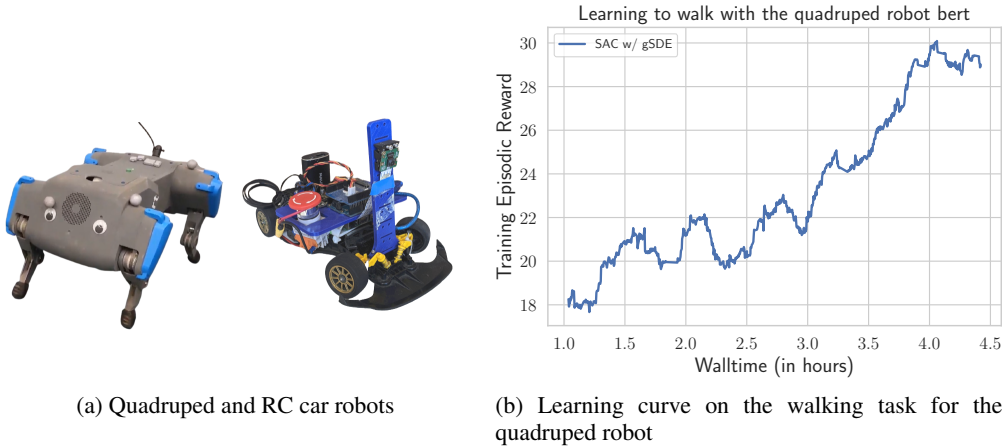 Learning to walk with the quadruped robot bert
SAC w/ gSDE
Training Episodic Reward
30
28
26
24
22
20
18
1.0 1.5 2.0 2.5 3.0 3.5 4.0 4.5
Walltime (in hours)
(a) Quadruped and RC car robots
(b) Learning curve on the walking task for the
quadruped robot